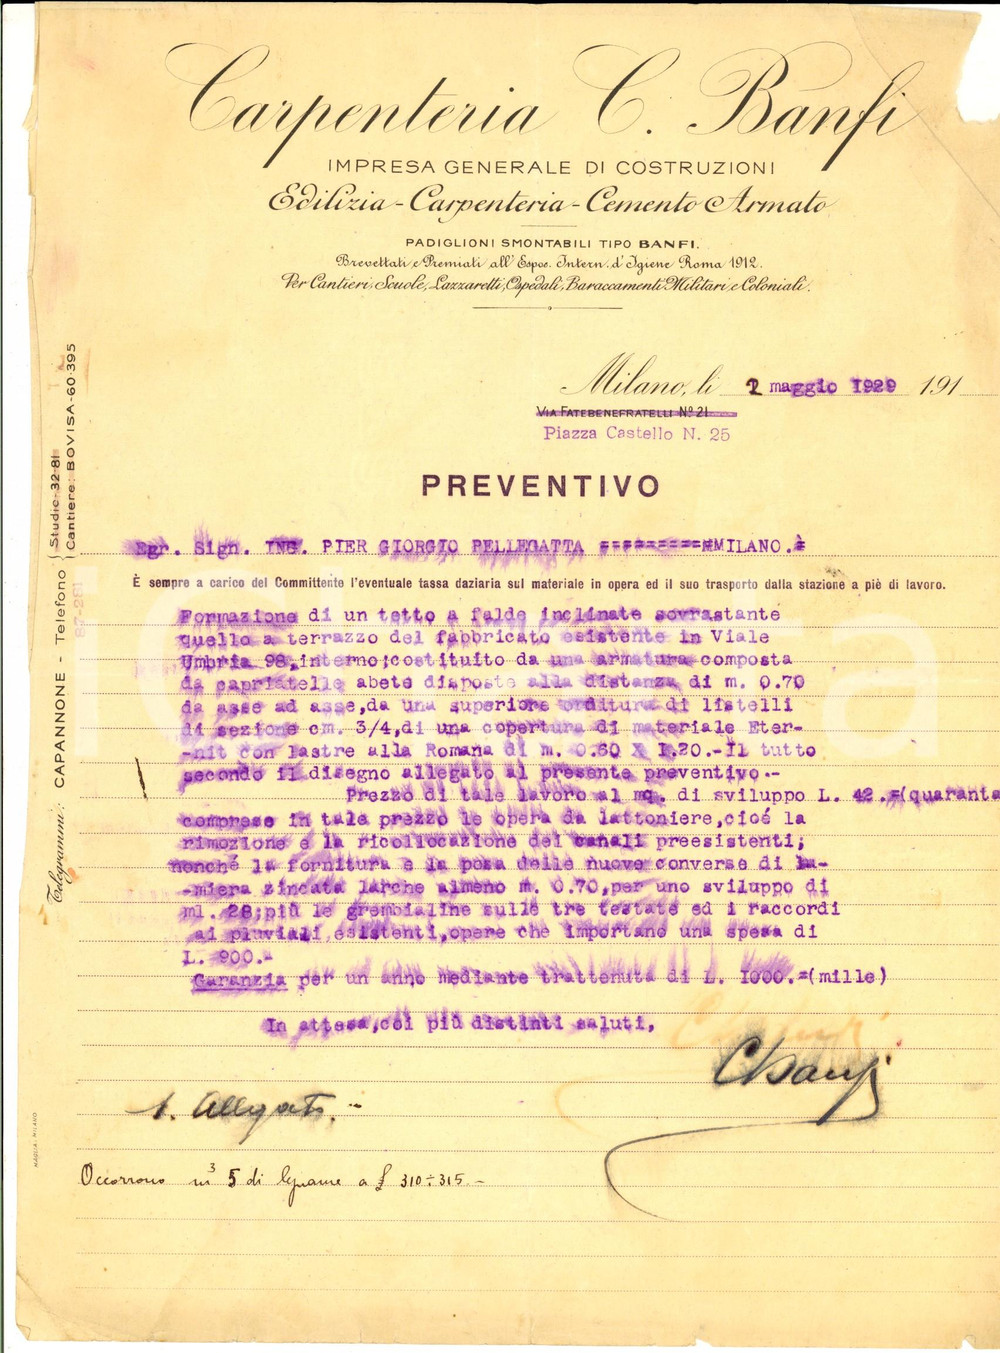 Carpenteria C. Banfi
IMPRESA GENERALE DI COSTRUZIONI
Edilizia - Carpenteria - Cemento Armato
PADIGLIONI SMONTABILI TIPO BANFI.
Brevettati e Premiati all' Espos. Intern. d'Igiene Roma 1912.
Per Cantieri, Scuole, Lazzaretti, Ospedali, Baraccamenti Militari e Coloniali.
Milano, li 2 maggio 1929 191
VIA FATEBENEFRATELLI Nº 21
Piazza Castello N. 25
PREVENTIVO
Egr. Sign. ING. PIER GIORGIO PELLEGATTA ==========MILANO.=
È sempre a carico del Committente l'eventuale tassa daziaria sul materiale in opera ed il suo trasporto dalla stazione a piè di lavoro.
Formazione di un tetto a falde inclinate sovrastante
quello a terrazzo del fabbricato esistente in Viale
Umbria 98,interno;costituito da una armatura composta
da capriatelle abete disposte alla distanza di m. 0.70
da asse ad asse,da una superiore orditura di listelli
di sezione cm. 3/4,di una copertura di materiale Eter-
-nit con lastre alla Romana di m. 0.60 X 1.20.-Il tutto
secondo il disegno allegato al presente preventivo.-
Prezzo di tale lavoro al mq. di sviluppo L. 42.=(quaranta
comprese in tale prezzo le opera da lattoniere,cioé la
rimozione e la ricollocazione dei canali preesistenti;
nonché la fornitura e la posa delle nuove converse di la-
-miera zincata larghe almeno m. 0.70,per uno sviluppo di
ml. 28;più le grembialine sulle tre testate ed i raccordi
ai pluviali esistenti,opere che importano una spesa di
L. 900.=
Garanzia per un anno mediante trattenuta di L. 1000.=(mille)
In attesa,coi più distinti saluti,
CBanfi
1. Allegato.-
Occorrono m3 5 di legname a £ 310÷315.-
Telegrammi: CAPANNONE - Telefono
Studio 32-81
Cantiere: BOVISA-60-395
87-281
MAGLIA - MILANO